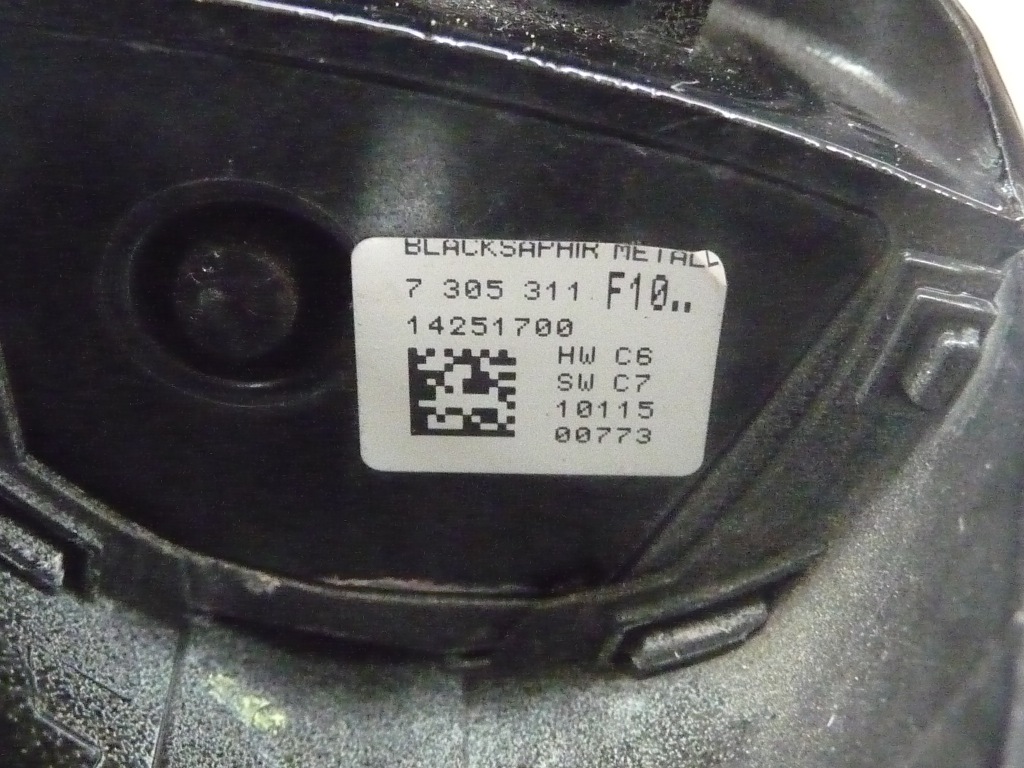 BLACKSAPHIR METALL
7 305 311 F10..
14251700
HW C6
SW C7
10115
00773